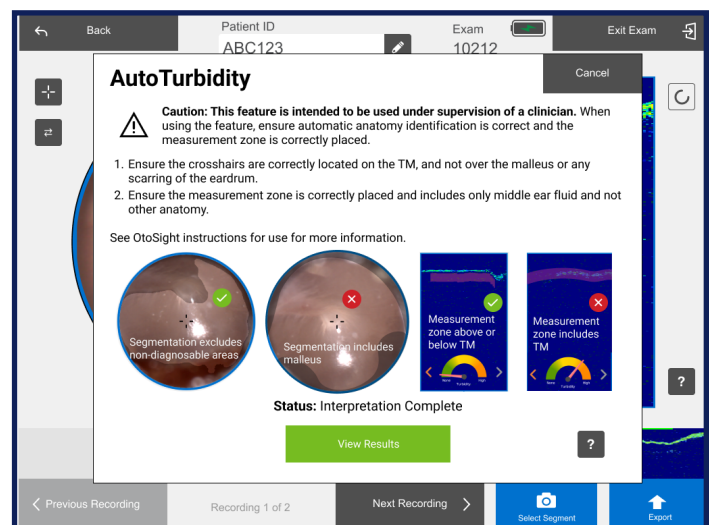 Back
Patient ID
ABC123
Exam
10212
Exit Exam
AutoTurbidity
Cancel
Caution: This feature is intended to be used under supervision of a clinician. When
using the feature, ensure automatic anatomy identification is correct and the
measurement zone is correctly placed.
1. Ensure the crosshairs are correctly located on the TM, and not over the malleus or any
scarring of the eardrum.
2. Ensure the measurement zone is correctly placed and includes only middle ear fluid and not
other anatomy.
See OtoSight instructions for use for more information.
Segmentation excludes
non-diagnosable areas
Segmentation includes
malleus
Measurement
zone above or
below TM
None Turbidity High
Measurement
zone includes
TM
None Turbidity High
Status: Interpretation Complete
View Results
?
?
Previous Recording
Recording 1 of 2
Next Recording
Select Segment
Export